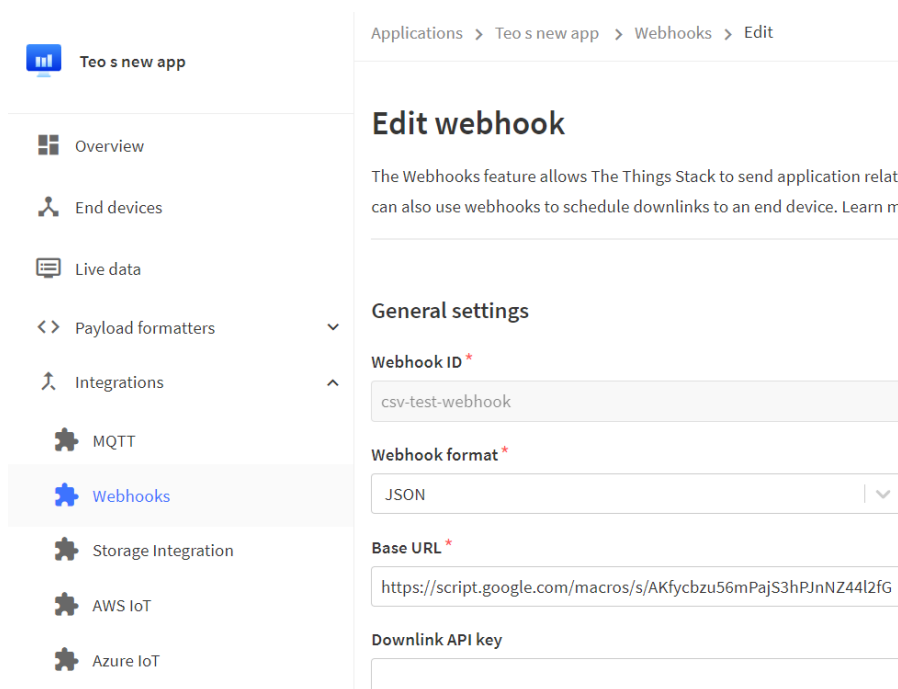 Teo s new app
Overview
End devices
Live data
Payload formatters
Integrations
MQTT
Webhooks
Storage Integration
AWS IoT
Azure IoT
Applications > Teo s new app > Webhooks > Edit
Edit webhook
The Webhooks feature allows The Things Stack to send application relat
can also use webhooks to schedule downlinks to an end device. Learn m
General settings
Webhook ID *
csv-test-webhook
Webhook format *
JSON
Base URL *
https://script.google.com/macros/s/AKfycbzu56mPajS3hPJnNZ44l2fG
Downlink API key